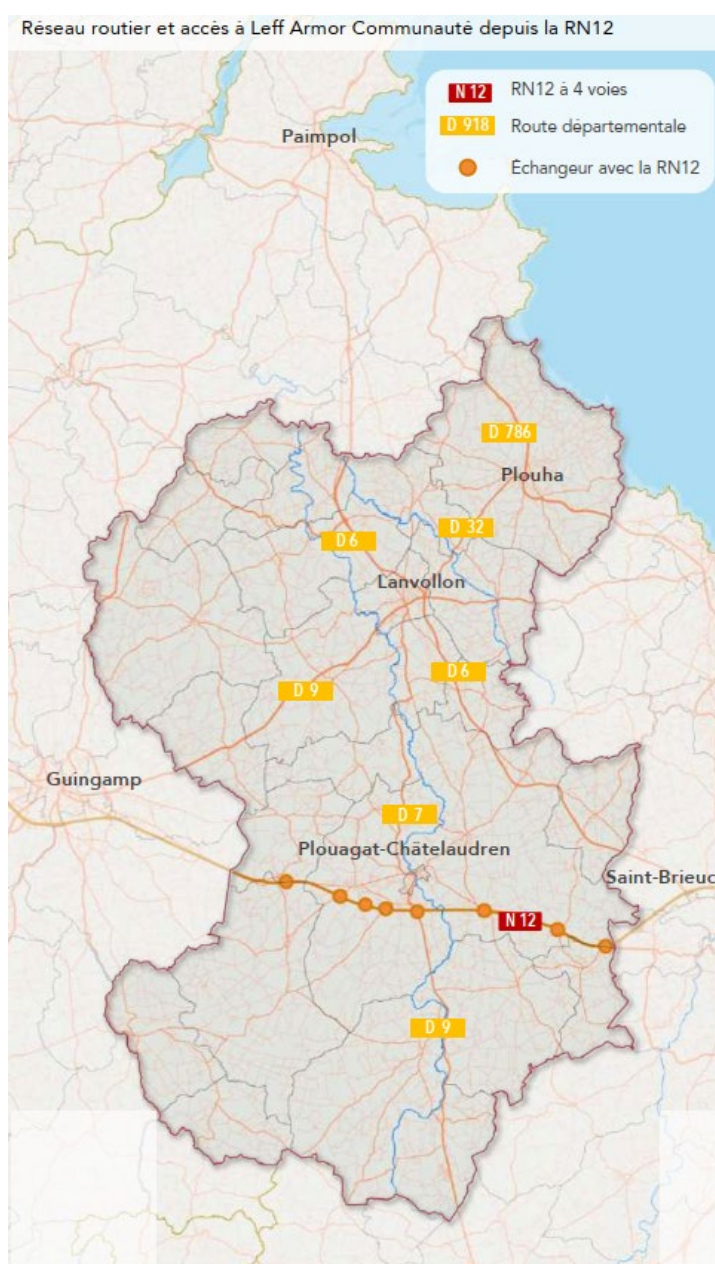 Réseau routier et accès à Leff Armor Communauté depuis la RN12
N 12 RN12 à 4 voies
D 918 Route départementale
Échangeur avec la RN12
Paimpol
D 786
Plouha
D 32
D 6
Lanvollon
D 6
D 9
Guingamp
D 7
Plouagat-Châtelaudren
Saint-Brieuc
N 12
D 9